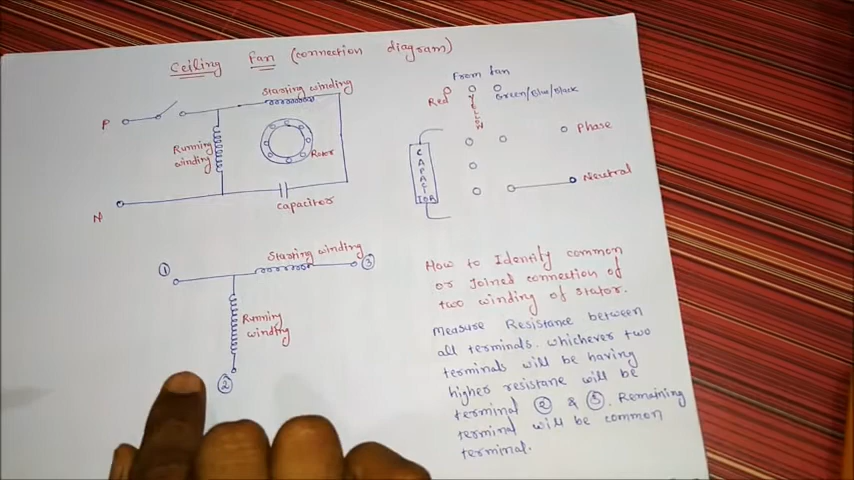 Ceiling Fan (connection diagram)
Starting winding
P
Running
winding
Rotor
N
capacitor
From fan
Red
YELLOW
Green/Blue/Black
Phase
CAPACITOR
Neutral
1
Starting winding
3
Running
winding
2
How to Identify common
or Joined connection of
two winding of stator.
Measure Resistance between
all terminals. whichever two
terminals will be having
higher resistane will be
terminal 2 & 3. Remaining
terminal will be common
terminal.